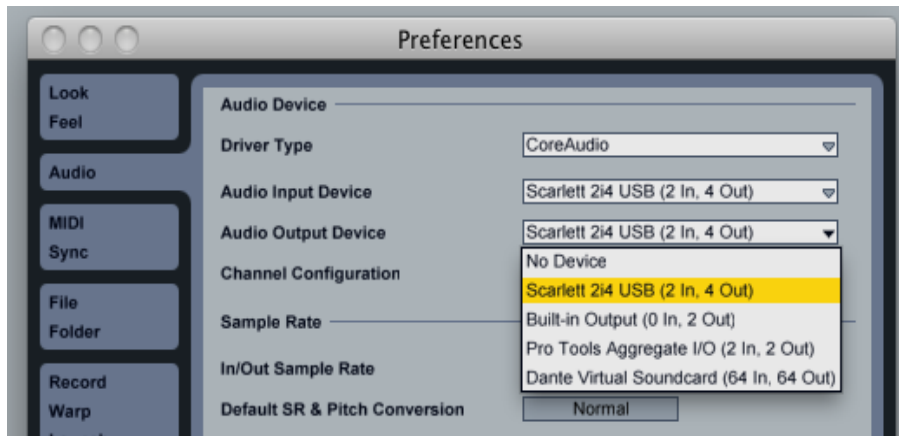 Preferences
Look
Feel
Audio
MIDI
Sync
File
Folder
Record
Warp
Audio Device
Driver Type CoreAudio
Audio Input Device Scarlett 2i4 USB (2 In, 4 Out)
Audio Output Device Scarlett 2i4 USB (2 In, 4 Out)
No Device
Channel Configuration
Scarlett 2i4 USB (2 In, 4 Out)
Sample Rate
Built-in Output (0 In, 2 Out)
Pro Tools Aggregate I/O (2 In, 2 Out)
In/Out Sample Rate
Dante Virtual Soundcard (64 In, 64 Out)
Default SR & Pitch Conversion Normal